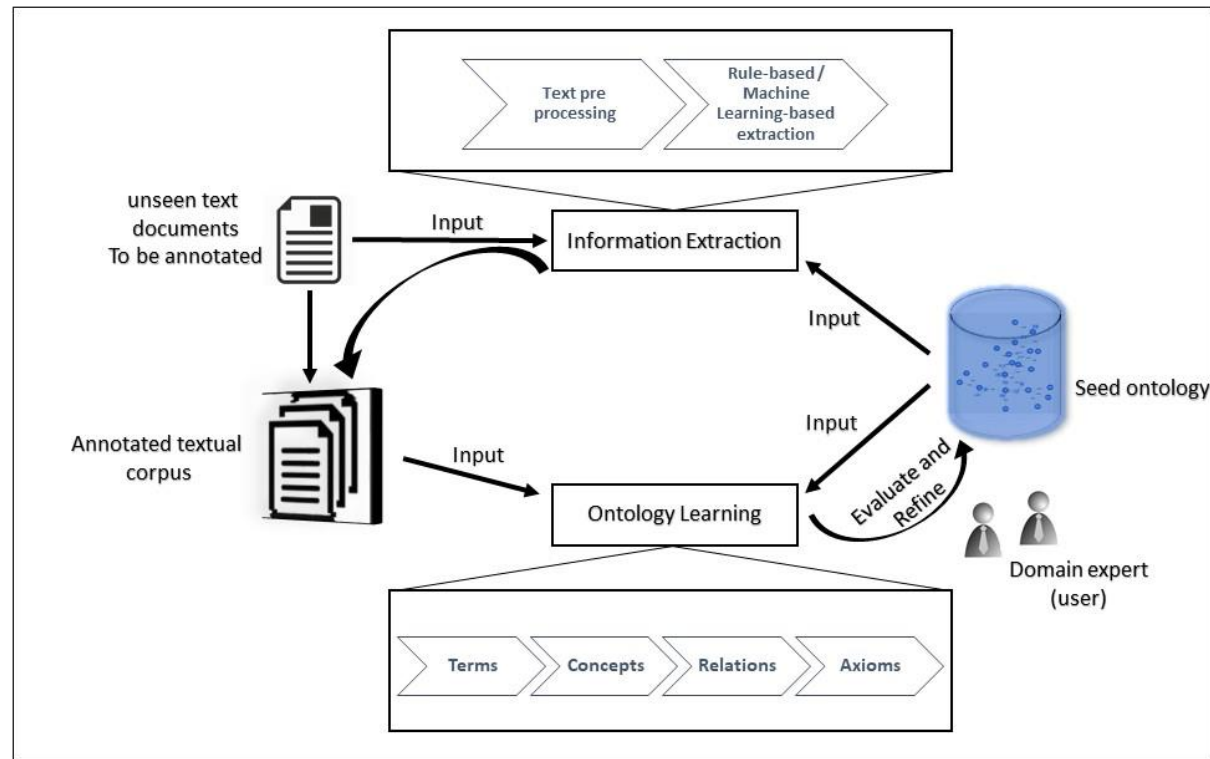 Text pre
processing
Rule-based /
Machine
Learning-based
extraction
unseen text
documents
To be annotated
Input
Information Extraction
Input
Seed ontology
Input
Annotated textual
corpus
Input
Ontology Learning
Evaluate and
Refine
Domain expert
(user)
Terms
Concepts
Relations
Axioms